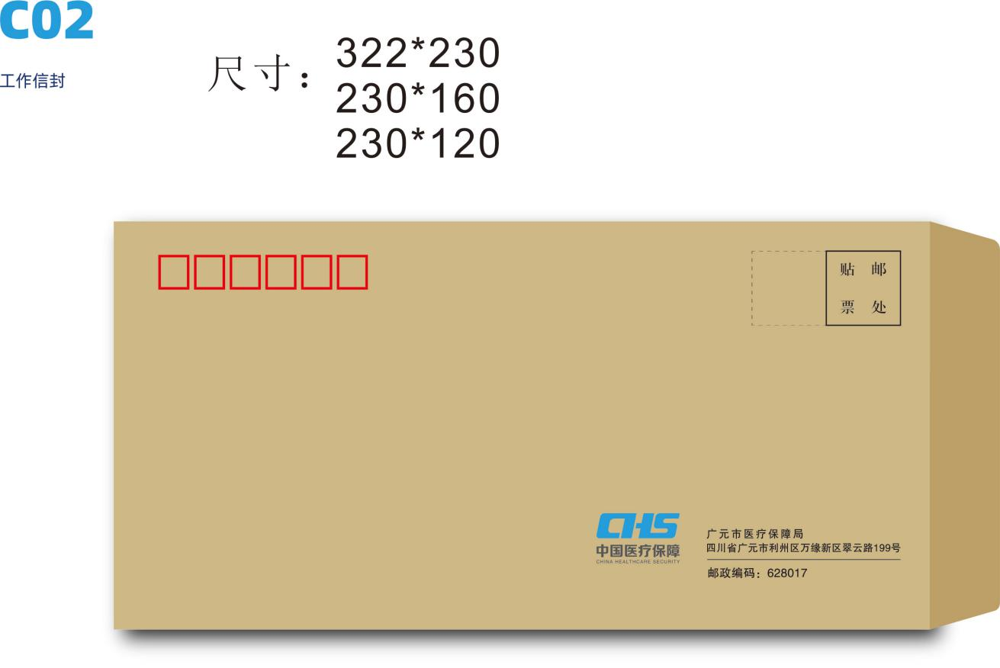 C02
工作信封
尺寸：
322*230
230*160
230*120
贴 邮
票 处
CHS
中国医疗保障
CHINA HEALTHCARE SECURITY
广元市医疗保障局
四川省广元市利州区万缘新区翠云路199号
邮政编码：628017